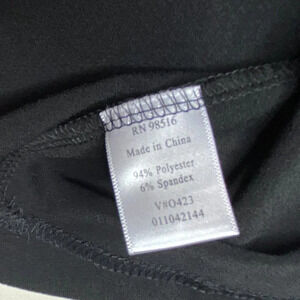 RN 98516
Made in China
94% Polyester
6% Spandex
V8O423
011042144